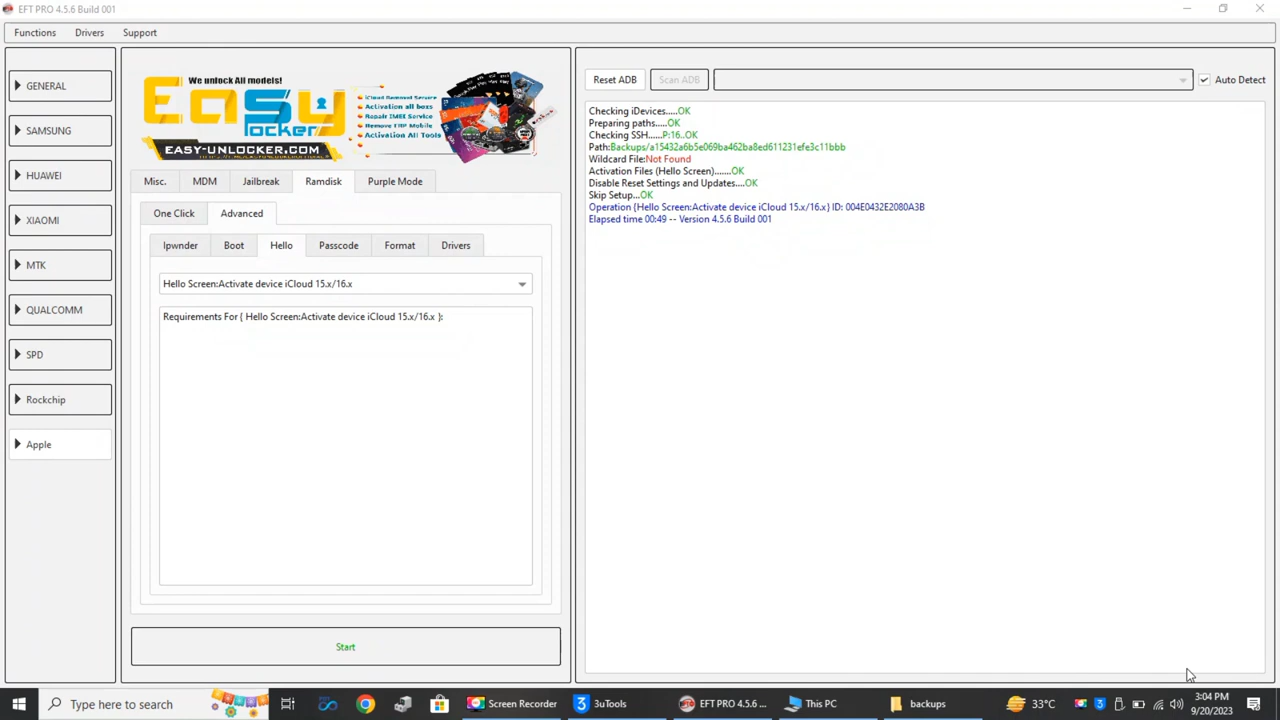 EFT PRO 4.5.6 Build 001
Functions Drivers Support
GENERAL
SAMSUNG
HUAWEI
XIAOMI
MTK
QUALCOMM
SPD
Rockchip
Apple
We unlock All models!
Easy
locker
EASY-UNLOCKER.COM
iCloud Removal Service
Activation all boxs
Repair IMEI Service
Remove FRP Mobile
Activation All Tools
Misc. MDM Jailbreak Ramdisk Purple Mode
One Click Advanced
Ipwnder Boot Hello Passcode Format Drivers
Hello Screen:Activate device iCloud 15.x/16.x
Requirements For { Hello Screen:Activate device iCloud 15.x/16.x }:
Start
Reset ADB Scan ADB Auto Detect
Checking iDevices.....OK
Preparing paths.....OK
Checking SSH......P:16..OK
Path:Backups/a15432a6b5e069ba462ba8ed611231efe3c11bbb
Wildcard File:Not Found
Activation Files (Hello Screen)......OK
Disable Reset Settings and Updates....OK
Skip Setup...OK
Operation {Hello Screen:Activate device iCloud 15.x/16.x} ID: 004E0432E2080A3B
Elapsed time 00:49 -- Version 4.5.6 Build 001
Type here to search
Screen Recorder
3uTools
EFT PRO 4.5.6 ...
This PC
backups
33°C
3:04 PM
9/20/2023